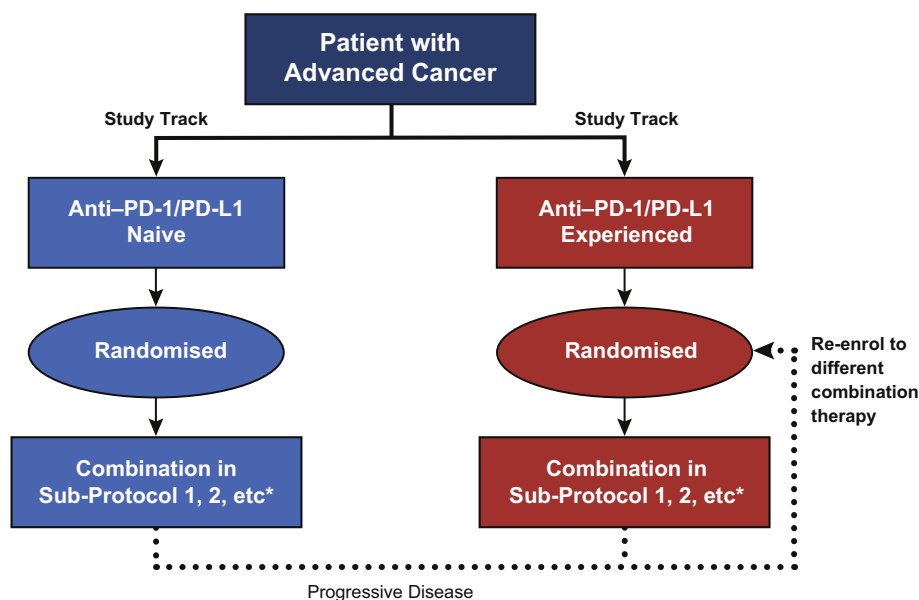 Patient with
Advanced Cancer
Study Track
Study Track
Anti–PD-1/PD-L1
Naive
Anti–PD-1/PD-L1
Experienced
Randomised
Randomised
Re-enrol to
different
combination
therapy
Combination in
Sub-Protocol 1, 2, etc*
Combination in
Sub-Protocol 1, 2, etc*
Progressive Disease